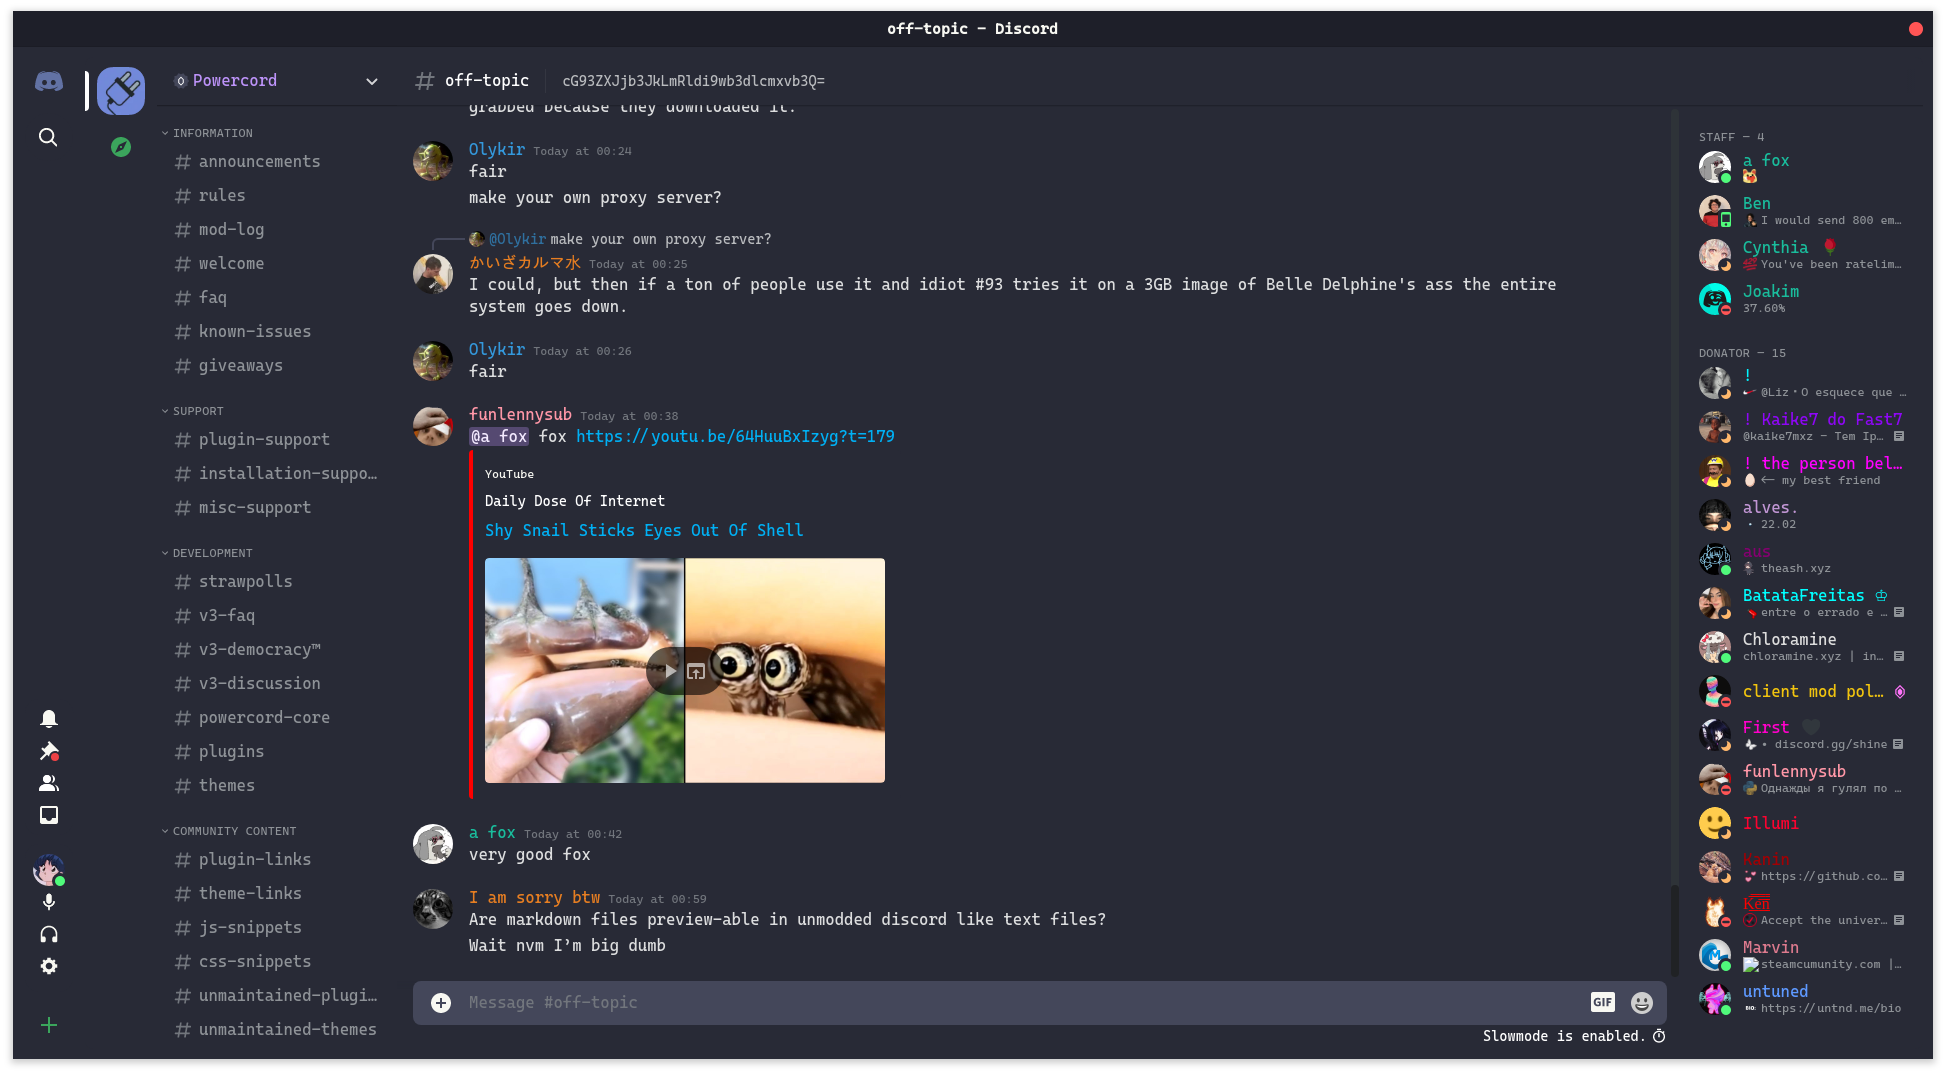 off-topic - Discord
Powercord
INFORMATION
announcements
rules
mod-log
welcome
faq
known-issues
giveaways
SUPPORT
plugin-support
installation-suppo…
misc-support
DEVELOPMENT
strawpolls
v3-faq
v3-democracy™
v3-discussion
powercord-core
plugins
themes
COMMUNITY CONTENT
plugin-links
theme-links
js-snippets
css-snippets
unmaintained-plugi…
unmaintained-themes
# off-topic
cG93ZXJjb3JkLmRldi9wb3dlcmxvb3Q=
grabbed because they downloaded it.
Olykir Today at 00:24
fair
make your own proxy server?
@Olykir make your own proxy server?
かいざカルマ水 Today at 00:25
I could, but then if a ton of people use it and idiot #93 tries it on a 3GB image of Belle Delphine's ass the entire
system goes down.
Olykir Today at 00:26
fair
funlennysub Today at 00:38
@a fox fox https://youtu.be/64HuuBxIzyg?t=179
YouTube
Daily Dose Of Internet
Shy Snail Sticks Eyes Out Of Shell
a fox Today at 00:42
very good fox
I am sorry btw Today at 00:59
Are markdown files preview-able in unmodded discord like text files?
Wait nvm I’m big dumb
Message #off-topic
GIF
Slowmode is enabled.
STAFF — 4
a fox
Ben
I would send 800 em…
Cynthia
You've been ratelim…
Joakim
37.60%
DONATOR — 15
!
@Liz・O esquece que …
! Kaike7 do Fast7
@kaike7mxz - Tem Ip…
! the person bel…
<— my best friend
alves.
・ 22.02
aus
theash.xyz
BatataFreitas ♔
entre o errado e …
Chloramine
chloramine.xyz | in…
client mod pol…
First
• discord.gg/shine
funlennysub
Однажды я гулял по …
Illumi
Kanin
https://github.co…
Ken
Accept the univer…
Marvin
steamcumunity.com |…
untuned
https://untnd.me/bio